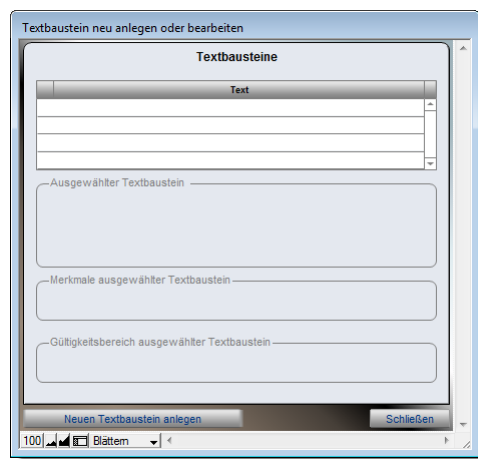 Textbaustein neu anlegen oder bearbeiten
Textbausteine
Text
Ausgewählter Textbaustein
Merkmale ausgewählter Textbaustein
Gültigkeitsbereich ausgewählter Textbaustein
Neuen Textbaustein anlegen Schließen
100 Blättern